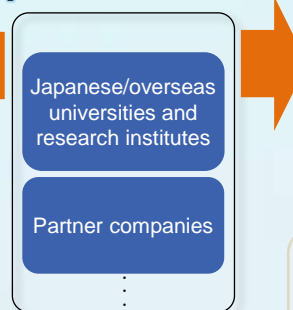 Japanese/overseas
universities and
research institutes
Partner companies